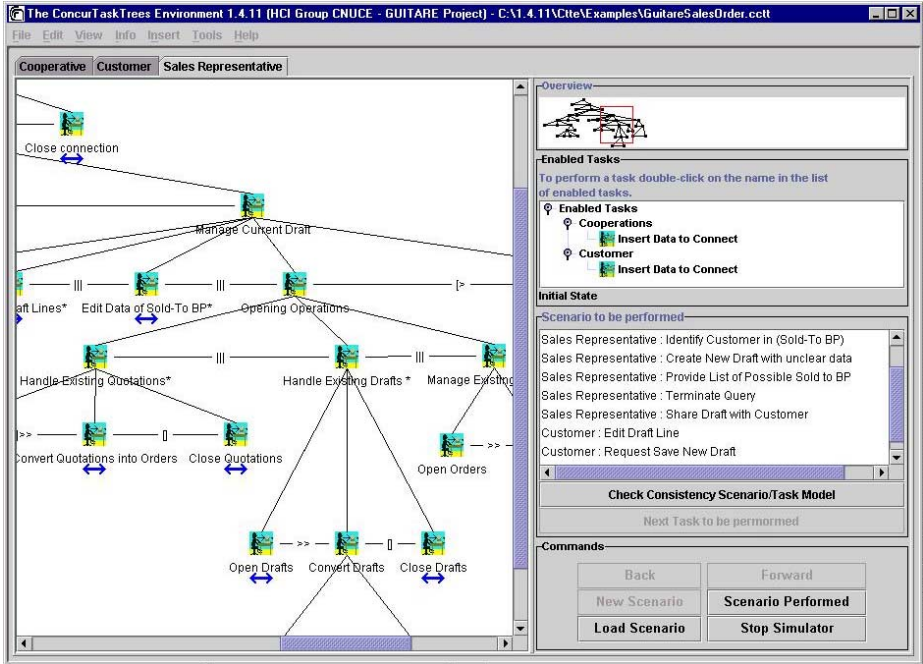 The ConcurTaskTrees Environment 1.4.11 (HCI Group CNUCE - GUITARE Project) - C:\1.4.11\Ctte\Examples\GuitareSalesOrder.cctt
File Edit View Info Insert Tools Help
Cooperative Customer Sales Representative
Close connection
Manage Current Draft
||| ||| [>
aft Lines* Edit Data of Sold-To BP* Opening Operations
||| |||
Handle Existing Quotations* Handle Existing Drafts * Manage Existing
|>> [] >>
Convert Quotations into Orders Close Quotations Open Orders
>> []
Open Drafts Convert Drafts Close Drafts
Overview
Enabled Tasks
To perform a task double-click on the name in the list
of enabled tasks.
Enabled Tasks
Cooperations
Insert Data to Connect
Customer
Insert Data to Connect
Initial State
Scenario to be performed
Sales Representative : Identify Customer in (Sold-To BP)
Sales Representative : Create New Draft with unclear data
Sales Representative : Provide List of Possible Sold to BP
Sales Representative : Terminate Query
Sales Representative : Share Draft with Customer
Customer : Edit Draft Line
Customer : Request Save New Draft
Check Consistency Scenario/Task Model
Next Task to be permormed
Commands
Back Forward
New Scenario Scenario Performed
Load Scenario Stop Simulator